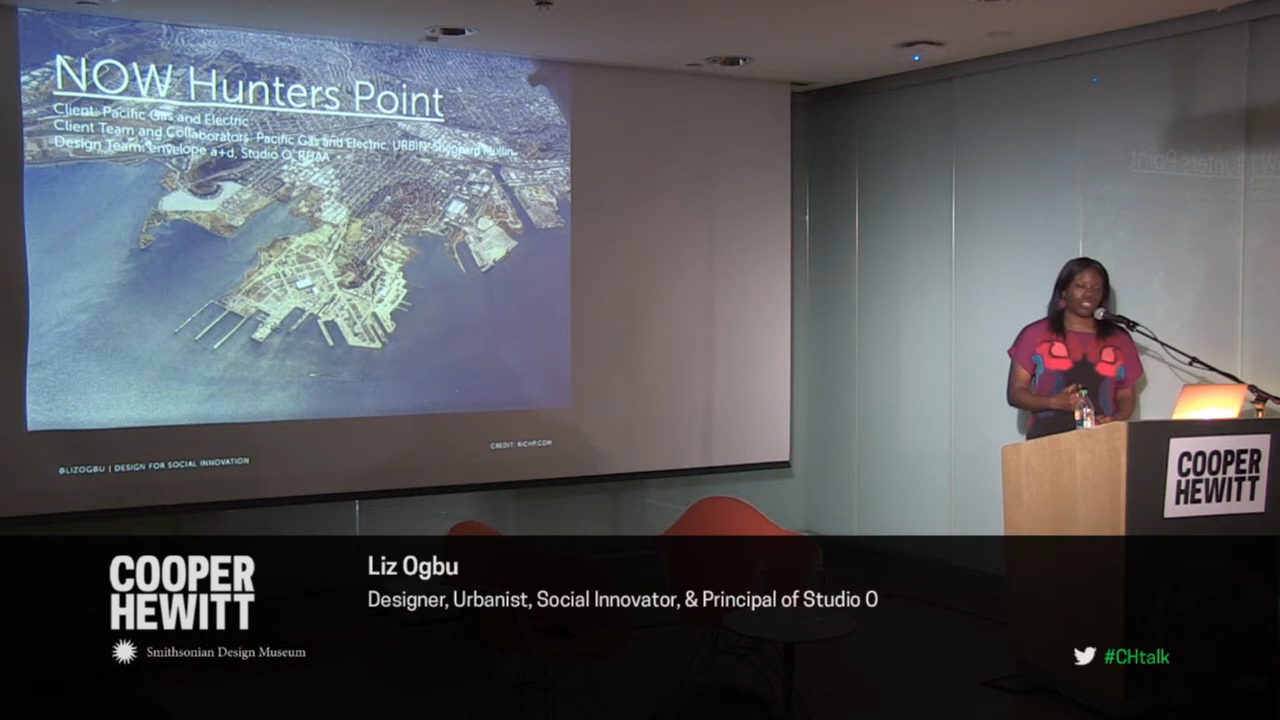 NOW Hunters Point
Client: Pacific Gas and Electric
Client Team and Collaborators: Pacific Gas and Electric, URBIN, Sheppard Mullin
Design Team: envelope a+d, Studio O, RHAA
CREDIT: RICHP.COM
@LIZOGBU | DESIGN FOR SOCIAL INNOVATION
COOPER
HEWITT
COOPER
HEWITT
Smithsonian Design Museum
Liz Ogbu
Designer, Urbanist, Social Innovator, & Principal of Studio O
#CHtalk